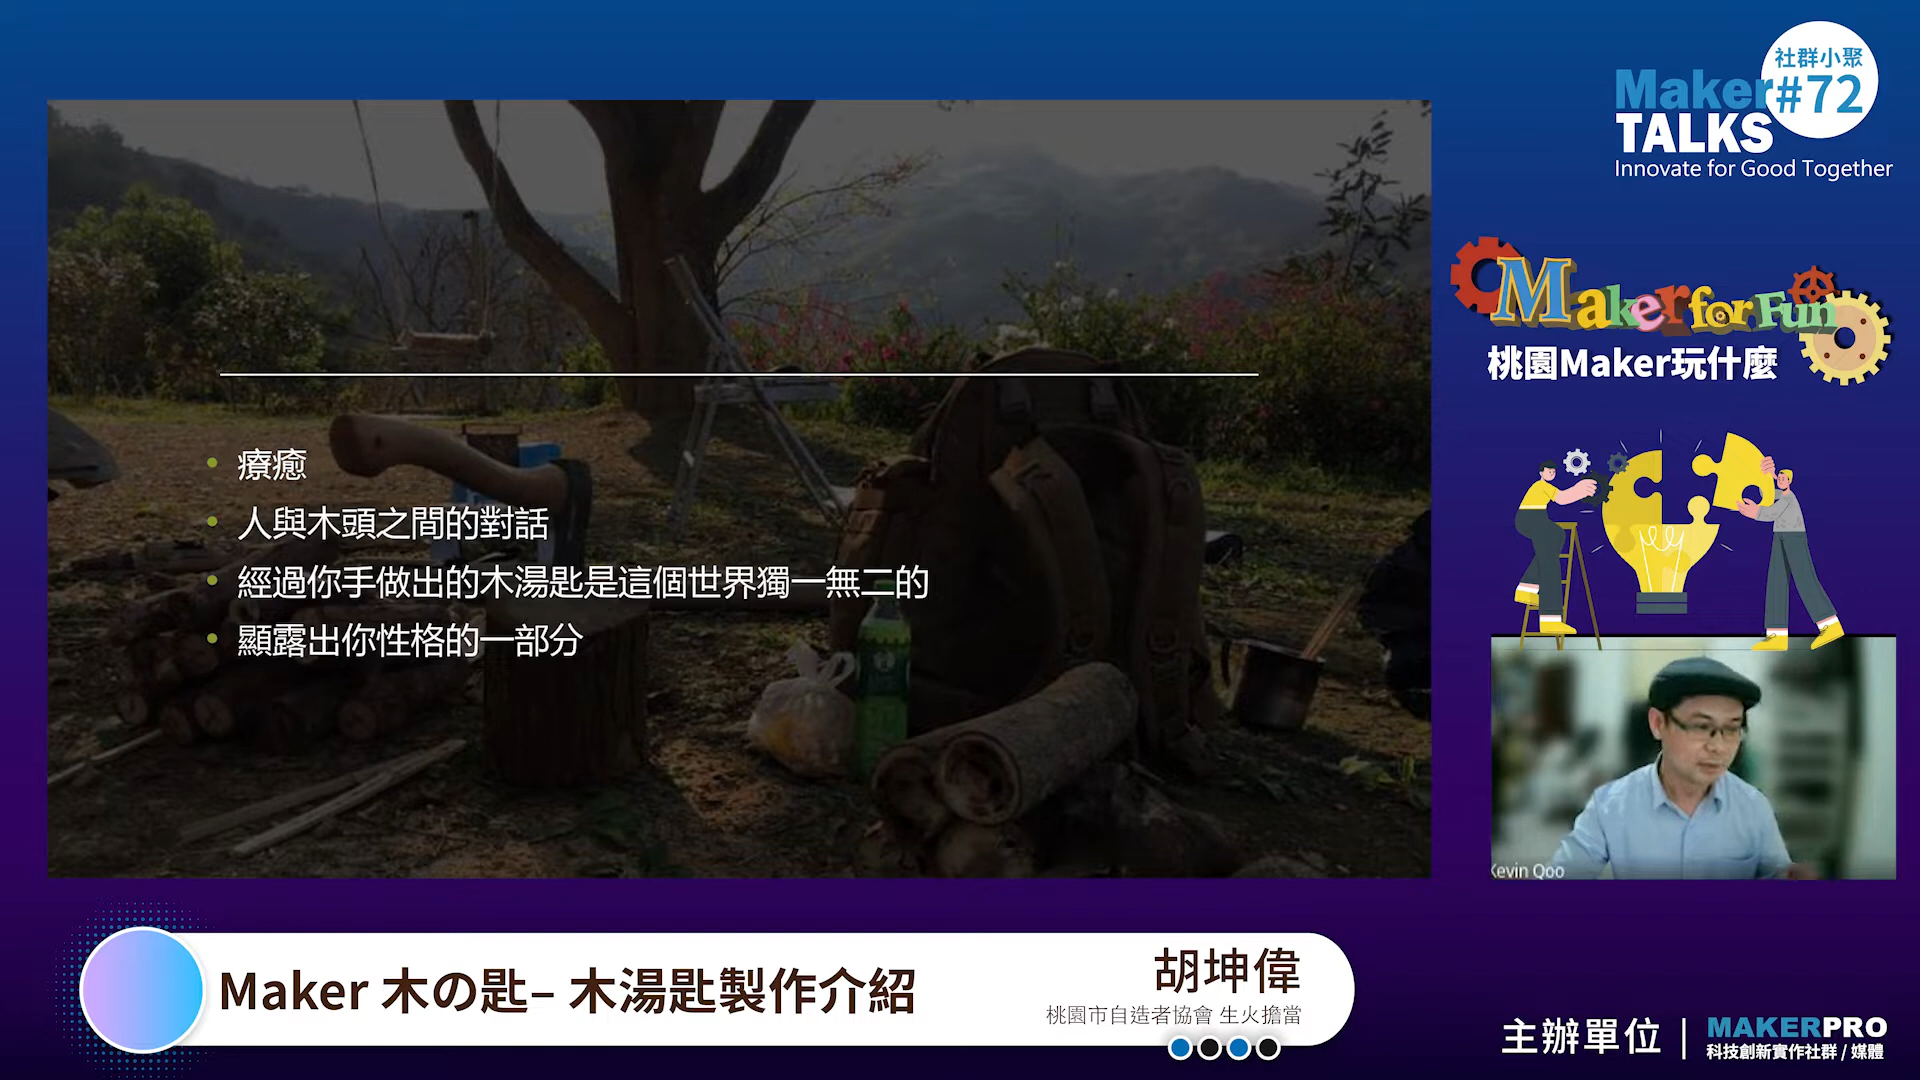 社群小聚
#72
Maker
TALKS
Innovate for Good Together
Maker for Fun
桃園Maker玩什麼
療癒
人與木頭之間的對話
經過你手做出的木湯匙是這個世界獨一無二的
顯露出你性格的一部分
Kevin Qoo
Maker 木の匙– 木湯匙製作介紹
胡坤偉
桃園市自造者協會 生火擔當
主辦單位 | MAKERPRO
科技創新實作社群 / 媒體